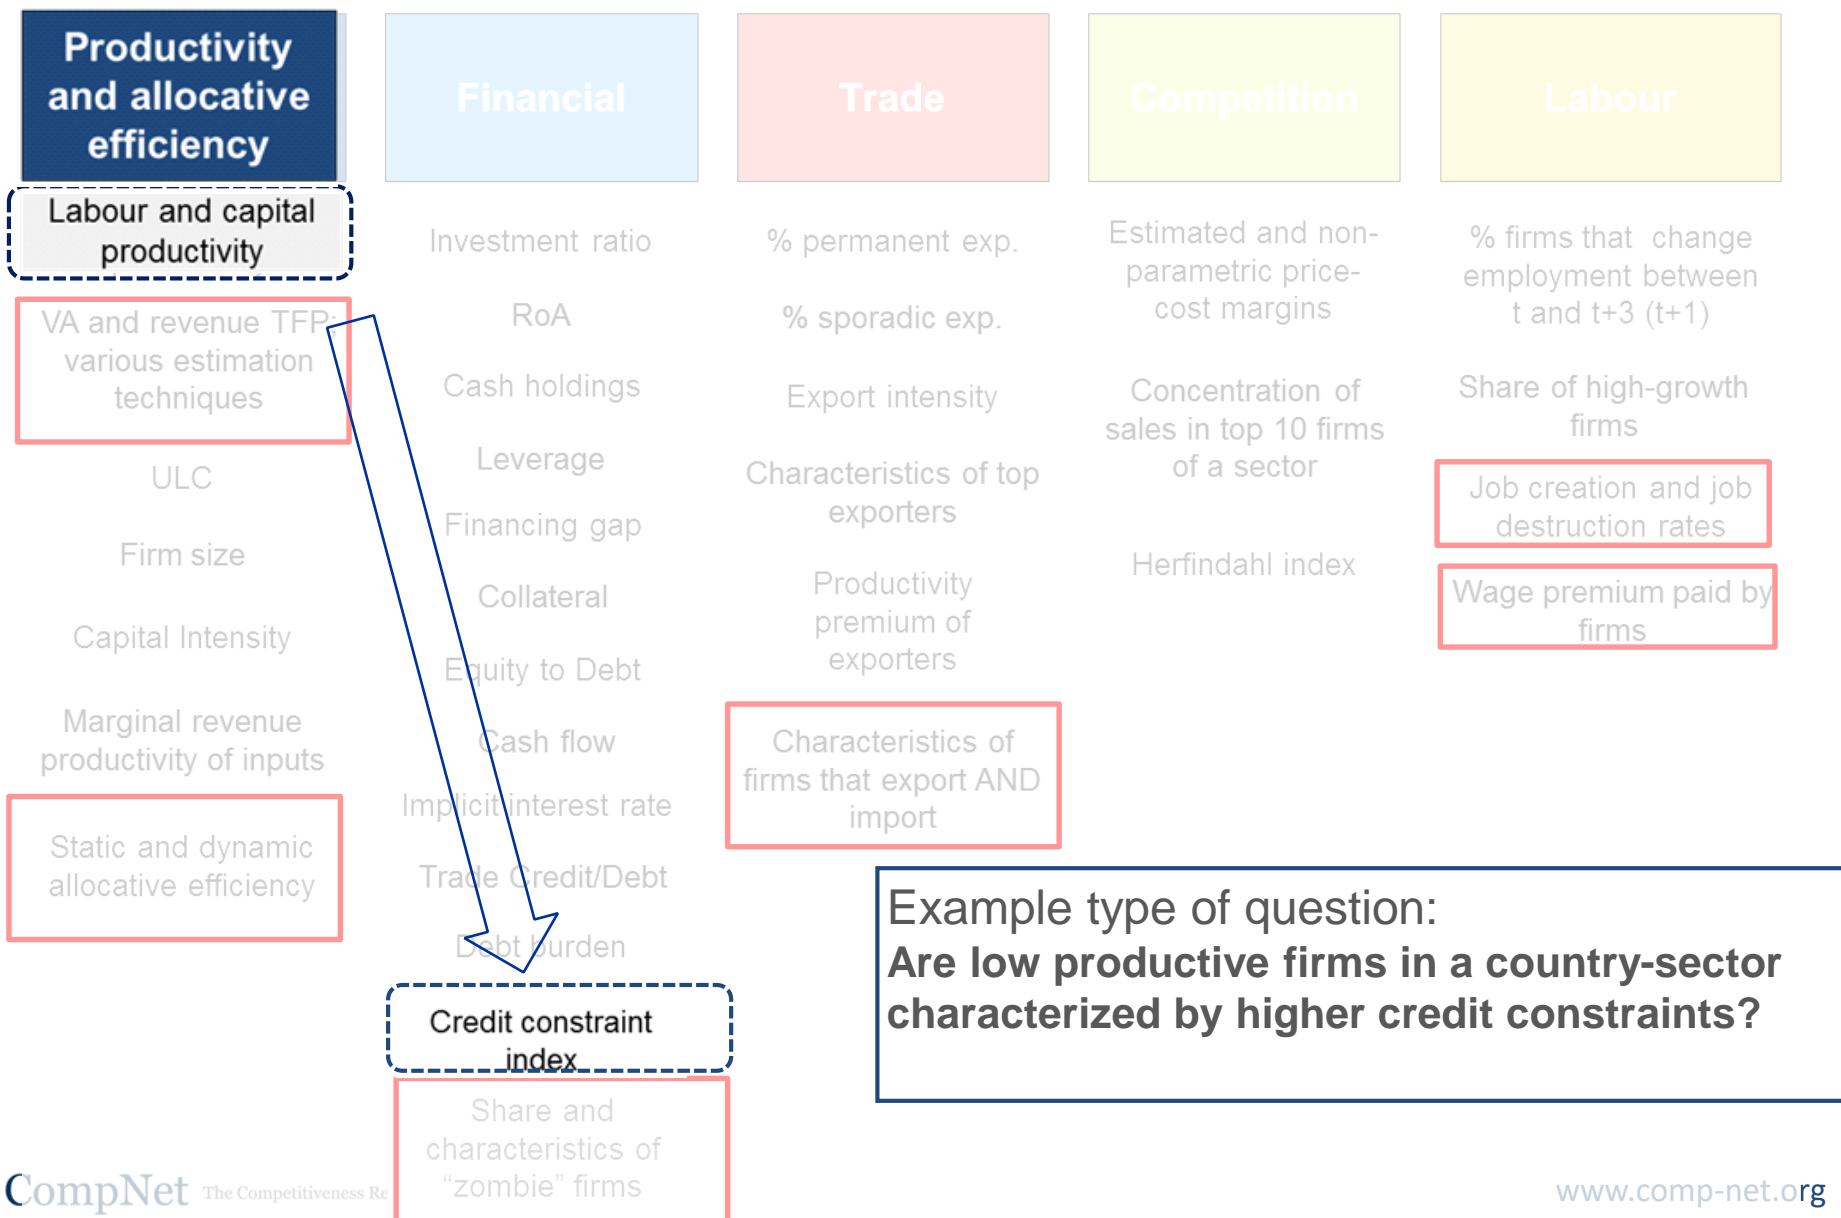 Productivity
and allocative
efficiency
Labour and capital
productivity
VA and revenue TFP:
various estimation
techniques
ULC
Firm size
Capital Intensity
Marginal revenue
productivity of inputs
Static and dynamic
allocative efficiency
Financial
Investment ratio
RoA
Cash holdings
Leverage
Financing gap
Collateral
Equity to Debt
Cash flow
Implicit interest rate
Trade Credit/Debt
Debt burden
Credit constraint
index
Share and
characteristics of
“zombie” firms
Trade
% permanent exp.
% sporadic exp.
Export intensity
Characteristics of top
exporters
Productivity
premium of
exporters
Characteristics of
firms that export AND
import
Competition
Estimated and non-
parametric price-
cost margins
Concentration of
sales in top 10 firms
of a sector
Herfindahl index
Labour
% firms that change
employment between
t and t+3 (t+1)
Share of high-growth
firms
Job creation and job
destruction rates
Wage premium paid by
firms
Example type of question:
Are low productive firms in a country-sector
characterized by higher credit constraints?
CompNet The Competitiveness Re
www.comp-net.org